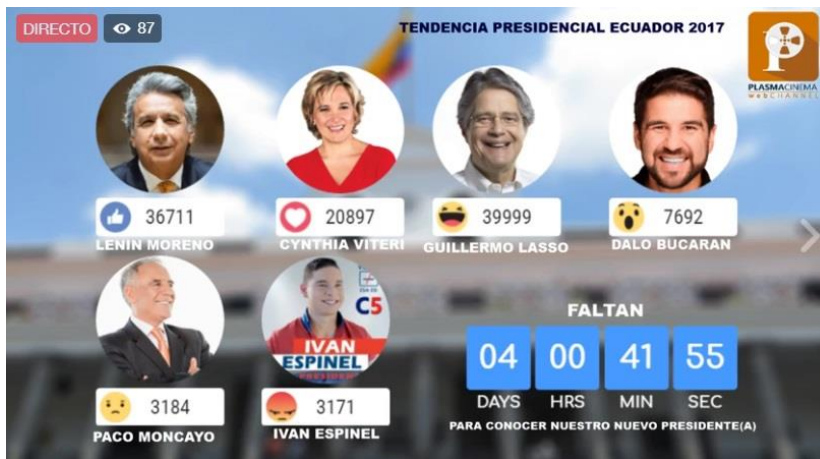 DIRECTO
87
TENDENCIA PRESIDENCIAL ECUADOR 2017
PLASMACINEMA
WEBCHANNEL
36711
20897
39999
7692
LENIN MORENO
CYNTHIA VITERI
GUILLERMO LASSO
DALO BUCARAN
C5
IVAN
ESPINEL
PRESIDENTE
3184
3171
PACO MONCAYO
IVAN ESPINEL
FALTAN
04 00 41 55
DAYS HRS MIN SEC
PARA CONOCER NUESTRO NUEVO PRESIDENTE(A)